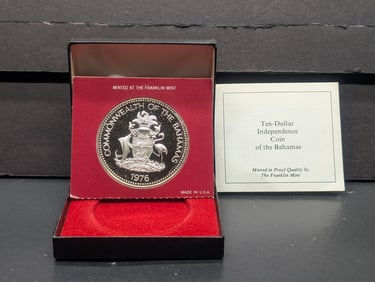 MINTED AT THE FRANKLIN MINT
COMMONWEALTH OF THE BAHAMAS
1976
MADE IN U.S.A.
Ten-Dollar
Independence
Coin
of the Bahamas
Minted in Proof Quality by
The Franklin Mint